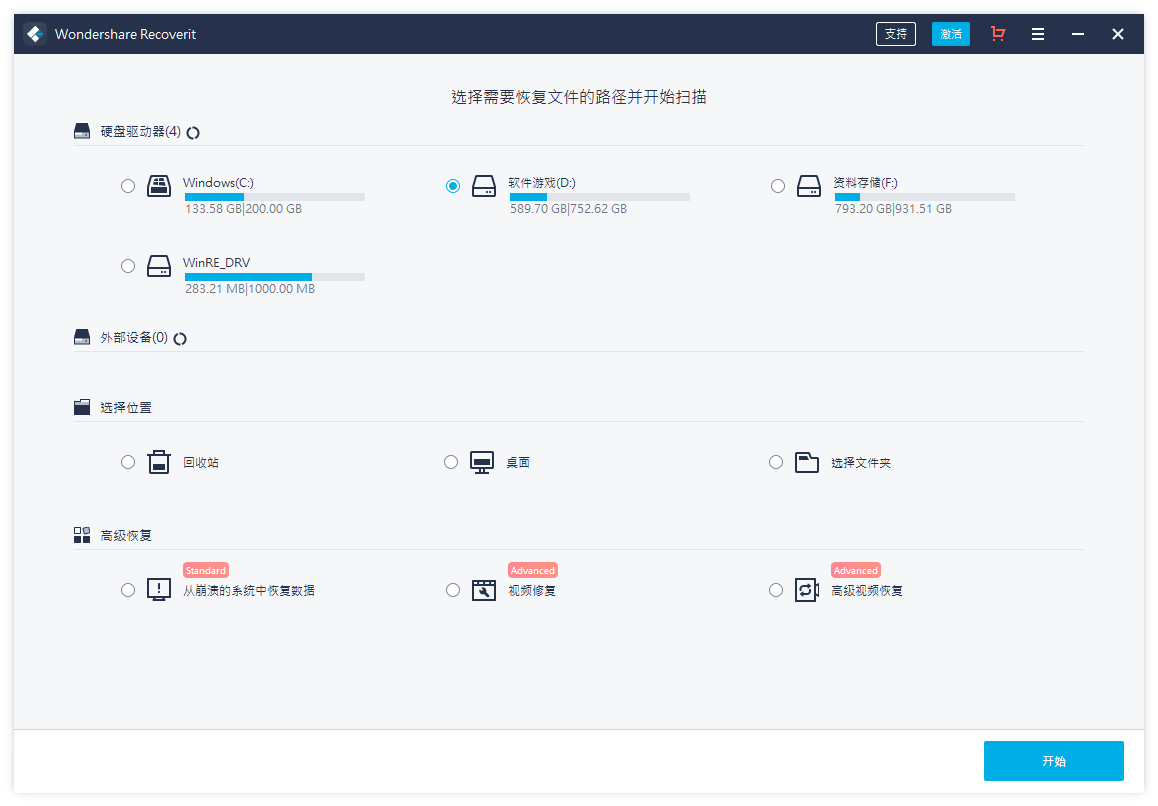 Wondershare Recoverit
支持
激活
选择需要恢复文件的路径并开始扫描
硬盘驱动器(4)
Windows(C:)
133.58 GB|200.00 GB
软件游戏(D:)
589.70 GB|752.62 GB
资料存储(F:)
793.20 GB|931.51 GB
WinRE_DRV
283.21 MB|1000.00 MB
外部设备(0)
选择位置
回收站
桌面
选择文件夹
高级恢复
Standard
从崩溃的系统中恢复数据
Advanced
视频修复
Advanced
高级视频恢复
开始